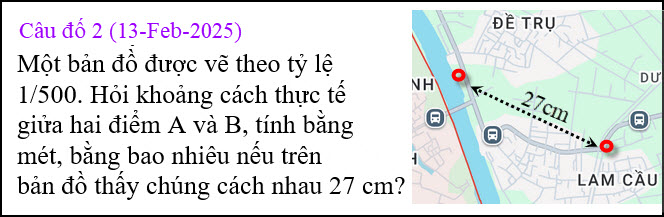 Câu đố 2 (13-Feb-2025)
Một bản đồ được vẽ theo tỷ lệ
1/500. Hỏi khoảng cách thực tế
giửa hai điểm A và B, tính bằng
mét, bằng bao nhiêu nếu trên
bản đồ thấy chúng cách nhau 27 cm?
ĐỀ TRỤ
DƯ
NH
27cm
H
LAM CẦU